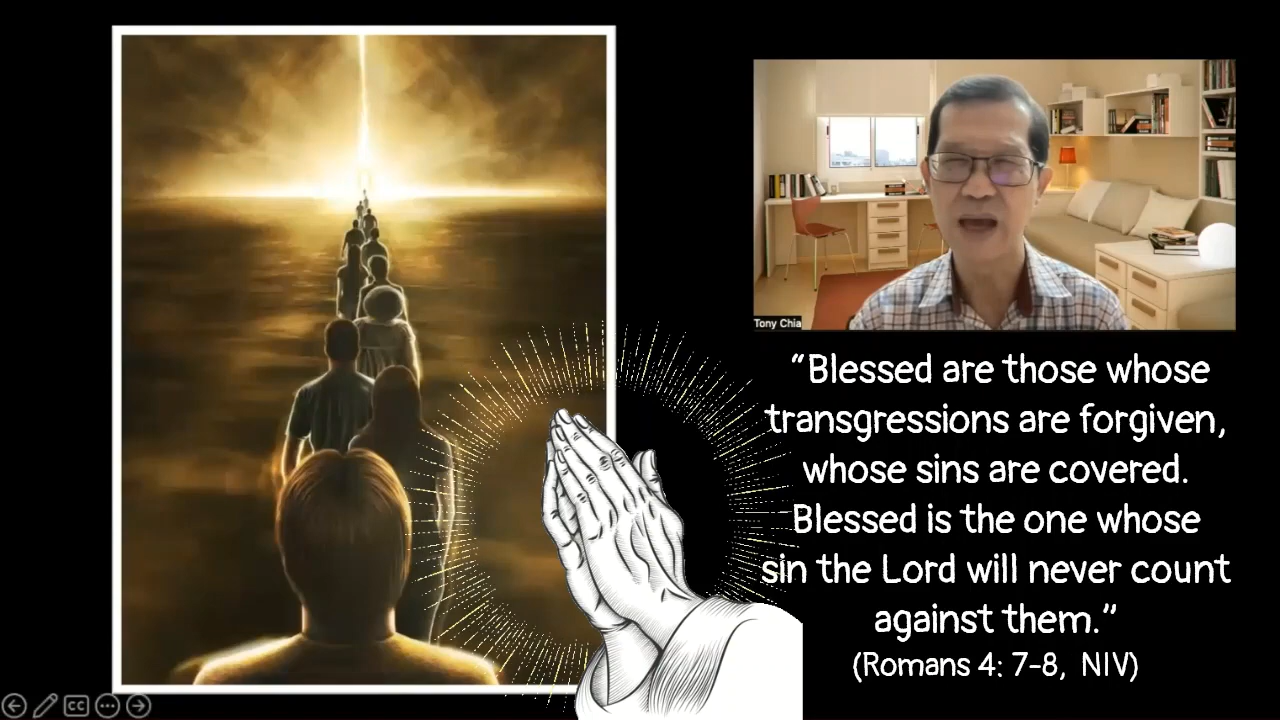 Tony Chia
“Blessed are those whose
transgressions are forgiven,
whose sins are covered.
Blessed is the one whose
sin the Lord will never count
against them.”
(Romans 4: 7-8, NIV)
CC